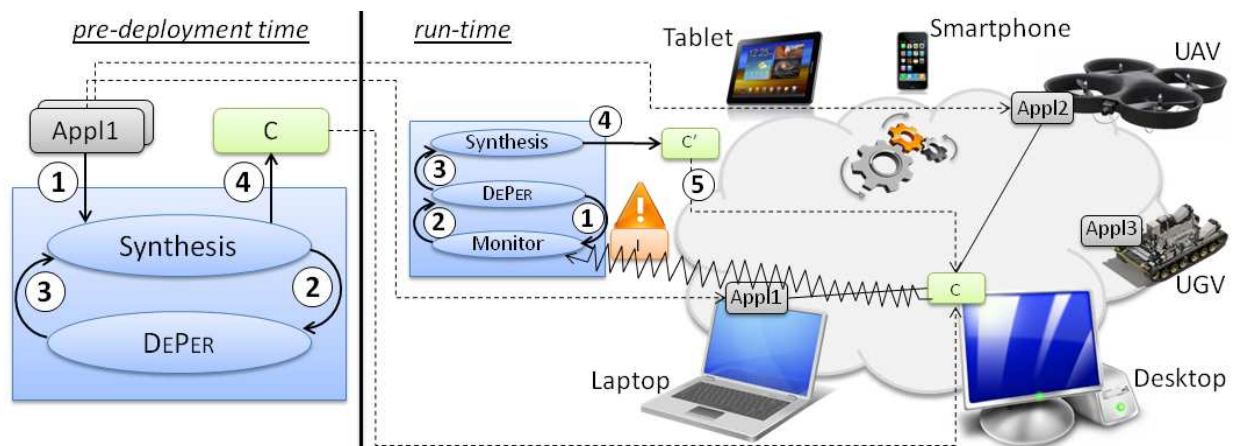 pre-deployment time
run-time
Tablet
Smartphone
UAV
Appl1
C
Appl2
1
4
Synthesis
4
C'
3
5
DEPER
1
2
Monitor
I
Appl3
Synthesis
3
2
DEPER
Appl1
C
UGV
Laptop
Desktop